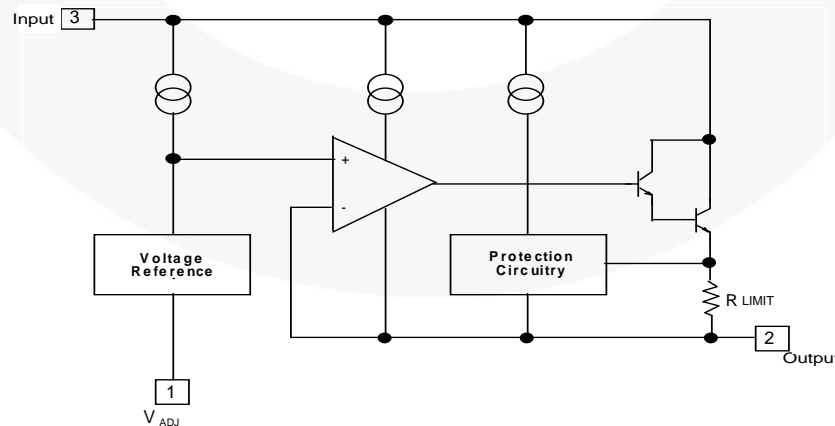 Input 3
+
-
Voltage
Reference
Protection
Circuitry
R LIMIT
2
Output
1
V ADJ